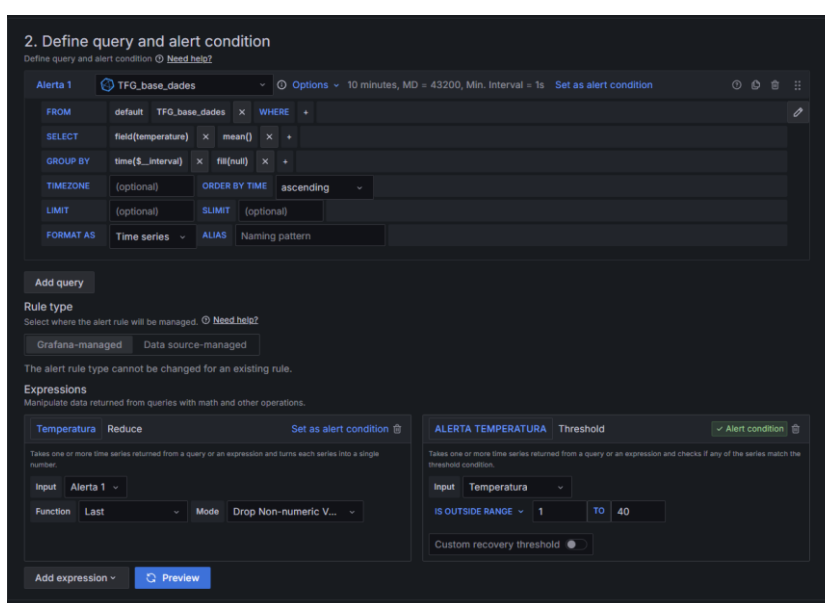 2. Define query and alert condition
Define query and alert condition Need help?
Alerta 1 TFG_base_dades Options 10 minutes, MD = 43200, Min. Interval = 1s Set as alert condition
FROM default TFG_base_dades × WHERE +
SELECT field(temperature) × mean() × +
GROUP BY time($__interval) × fill(null) × +
TIMEZONE (optional) ORDER BY TIME ascending
LIMIT (optional) SLIMIT (optional)
FORMAT AS Time series ALIAS Naming pattern
Add query
Rule type
Select where the alert rule will be managed. Need help?
Grafana-managed Data source-managed
The alert rule type cannot be changed for an existing rule.
Expressions
Manipulate data returned from queries with math and other operations.
Temperatura Reduce Set as alert condition
Takes one or more time series returned from a query or an expression and turns each series into a single
number.
Input Alerta 1
Function Last Mode Drop Non-numeric V...
ALERTA TEMPERATURA Threshold Alert condition
Takes one or more time series returned from a query or an expression and checks if any of the series match the
threshold condition.
Input Temperatura
IS OUTSIDE RANGE 1 TO 40
Custom recovery threshold
Add expression Preview